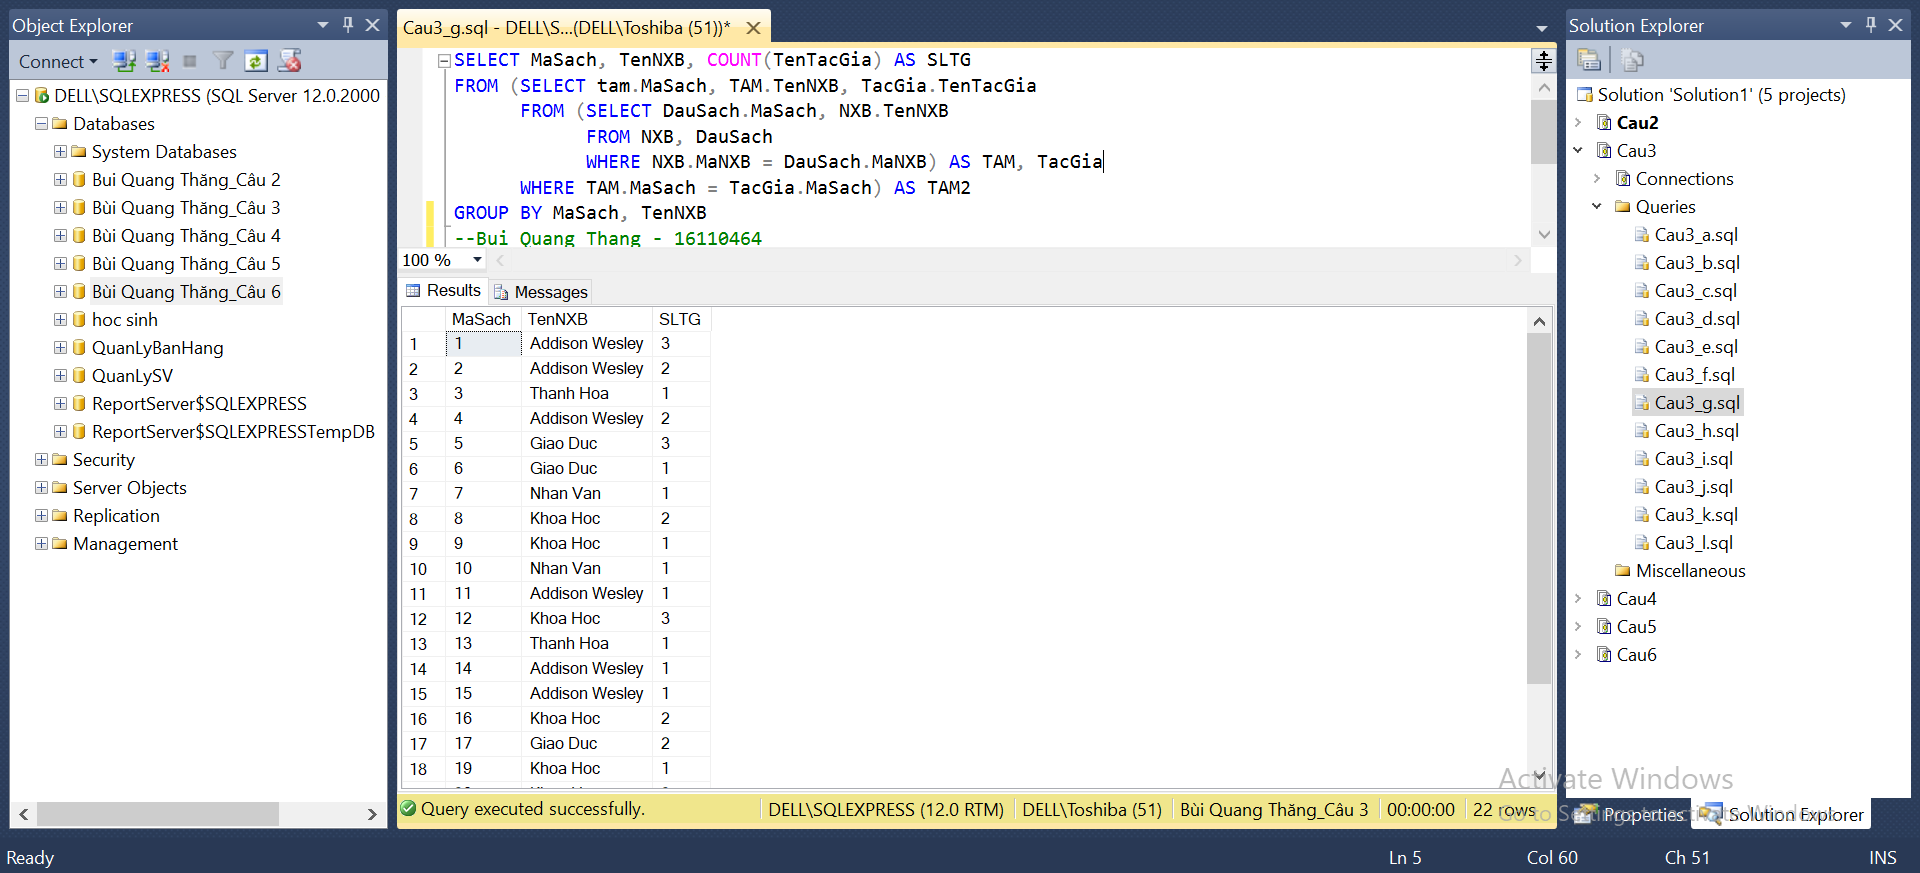 Object Explorer
Connect
DELL\SQLEXPRESS (SQL Server 12.0.2000
Databases
System Databases
Bui Quang Thăng_Câu 2
Bùi Quang Thăng_Câu 3
Bùi Quang Thăng_Câu 4
Bùi Quang Thăng_Câu 5
Bùi Quang Thăng_Câu 6
hoc sinh
QuanLyBanHang
QuanLySV
ReportServer$SQLEXPRESS
ReportServer$SQLEXPRESSTempDB
Security
Server Objects
Replication
Management
Cau3_g.sql - DELL\S...(DELL\Toshiba (51))*
SELECT MaSach, TenNXB, COUNT(TenTacGia) AS SLTG
FROM (SELECT tam.MaSach, TAM.TenNXB, TacGia.TenTacGia
FROM (SELECT DauSach.MaSach, NXB.TenNXB
FROM NXB, DauSach
WHERE NXB.MaNXB = DauSach.MaNXB) AS TAM, TacGia
WHERE TAM.MaSach = TacGia.MaSach) AS TAM2
GROUP BY MaSach, TenNXB
--Bui Quang Thang - 16110464
100 %
Results Messages
MaSach TenNXB SLTG
1 1 Addison Wesley 3
2 2 Addison Wesley 2
3 3 Thanh Hoa 1
4 4 Addison Wesley 2
5 5 Giao Duc 3
6 6 Giao Duc 1
7 7 Nhan Van 1
8 8 Khoa Hoc 2
9 9 Khoa Hoc 1
10 10 Nhan Van 1
11 11 Addison Wesley 1
12 12 Khoa Hoc 3
13 13 Thanh Hoa 1
14 14 Addison Wesley 1
15 15 Addison Wesley 1
16 16 Khoa Hoc 2
17 17 Giao Duc 2
18 19 Khoa Hoc 1
Query executed successfully. DELL\SQLEXPRESS (12.0 RTM) DELL\Toshiba (51) Bùi Quang Thăng_Câu 3 00:00:00 22 rows
Solution Explorer
Solution 'Solution1' (5 projects)
Cau2
Cau3
Connections
Queries
Cau3_a.sql
Cau3_b.sql
Cau3_c.sql
Cau3_d.sql
Cau3_e.sql
Cau3_f.sql
Cau3_g.sql
Cau3_h.sql
Cau3_i.sql
Cau3_j.sql
Cau3_k.sql
Cau3_l.sql
Miscellaneous
Cau4
Cau5
Cau6
Activate Windows
Go to Settings to activate Windows.
Properties Solution Explorer
Ready Ln 5 Col 60 Ch 51 INS